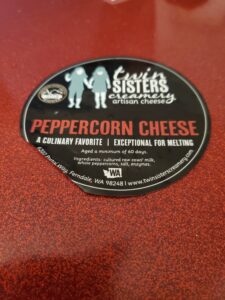 twin
SISTERS
creamery
artisan cheese
PEPPERCORN CHEESE
A CULINARY FAVORITE | EXCEPTIONAL FOR MELTING
Aged a minimum of 60 days.
Ingredients: cultured raw cows' milk,
whole peppercorns, salt, enzymes.
WA
Ferndale, WA 98248 | www.twinsisterscreamery.com